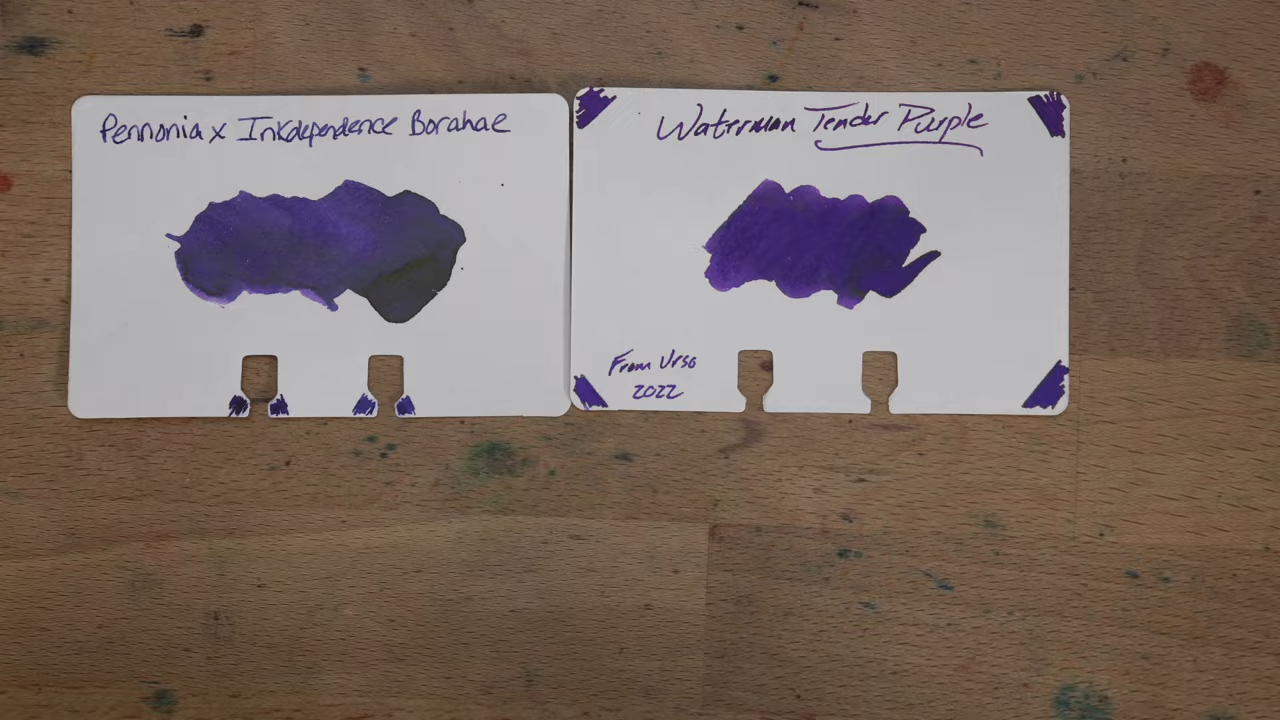 Pennonia x Inkdependence Borahae
Waterman Tender Purple
From Urso
2022